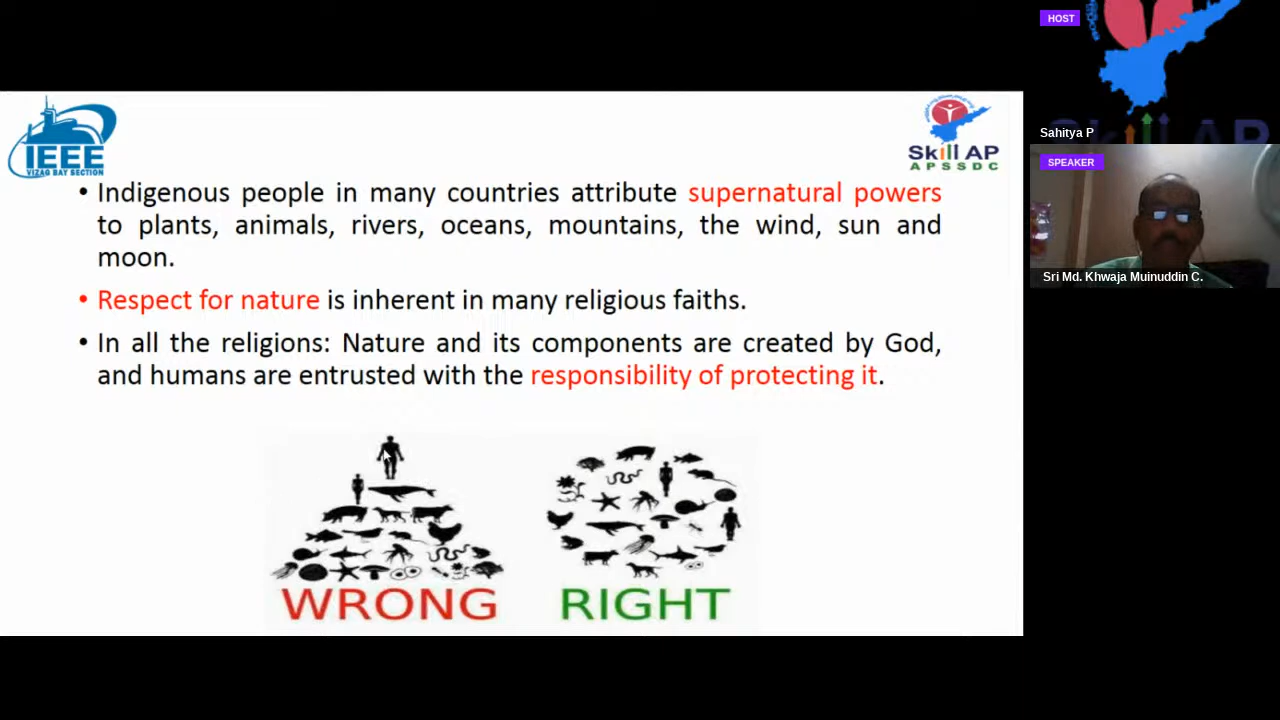 HOST
Sahitya P
SPEAKER
Sri Md. Khwaja Muinuddin C.
IEEE
VIZAG BAY SECTION
Skill AP
APSSDC
• Indigenous people in many countries attribute supernatural powers
to plants, animals, rivers, oceans, mountains, the wind, sun and
moon.
• Respect for nature is inherent in many religious faiths.
• In all the religions: Nature and its components are created by God,
and humans are entrusted with the responsibility of protecting it.
WRONG
RIGHT